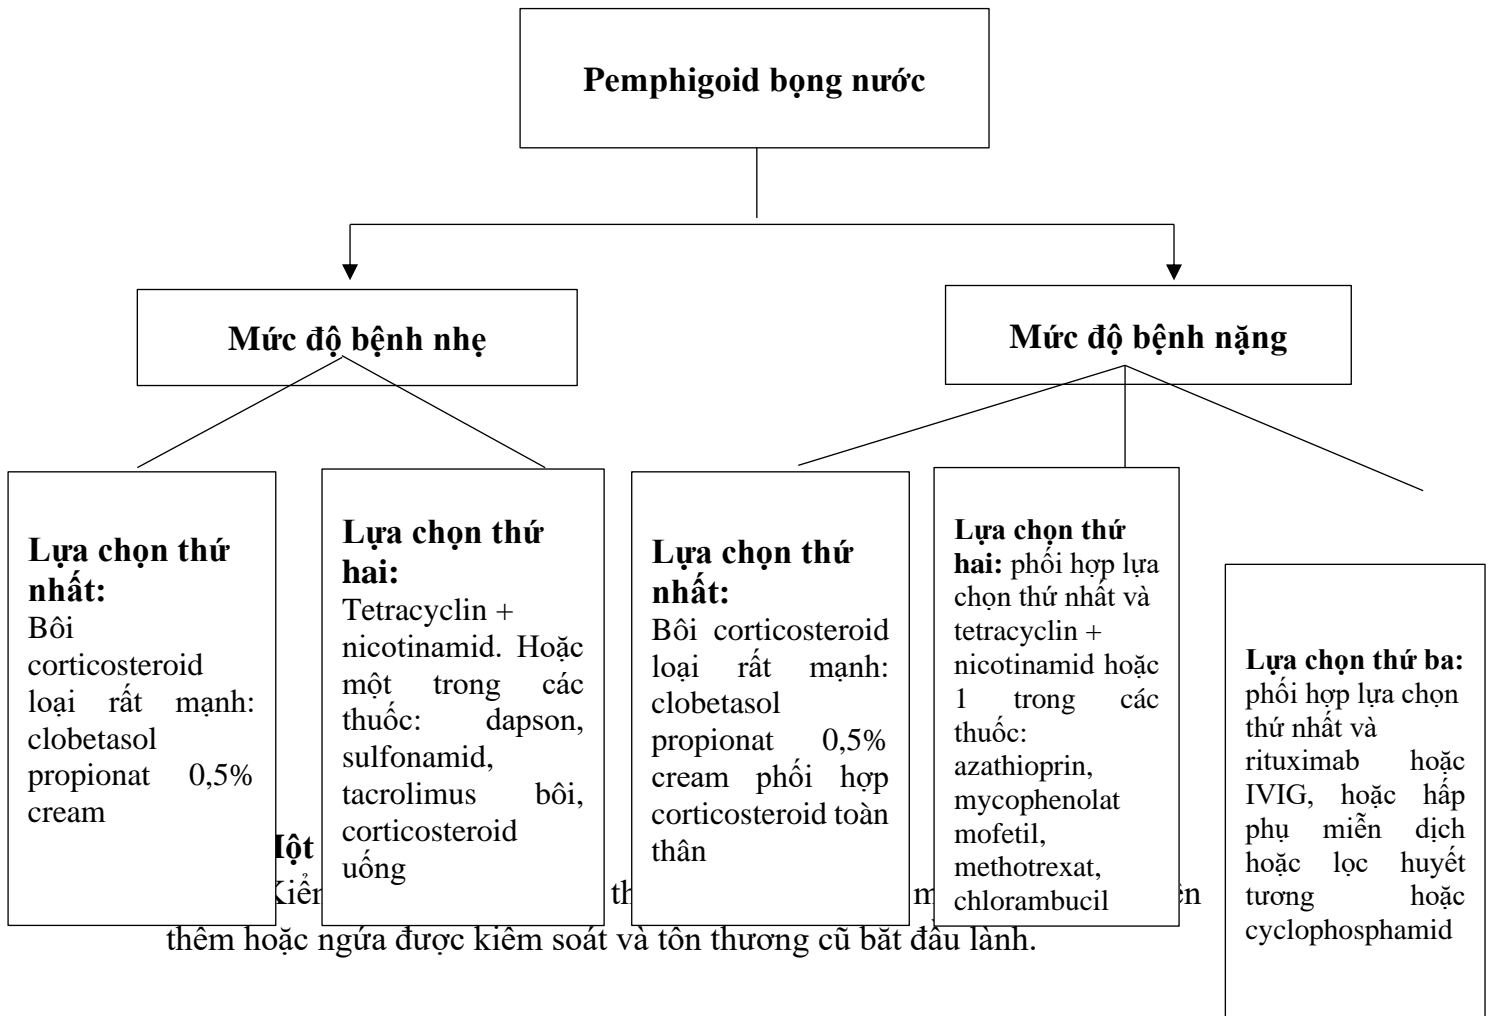 Pemphigoid bọng nước
Mức độ bệnh nhẹ
Mức độ bệnh nặng
Lựa chọn thứ
nhất:
Bôi
corticosteroid
loại rất mạnh:
clobetasol
propionat 0,5%
cream
Lựa chọn thứ
hai:
Tetracyclin +
nicotinamid. Hoặc
một trong các
thuốc: dapson,
sulfonamid,
tacrolimus bôi,
corticosteroid
uống
Lựa chọn thứ
nhất:
Bôi corticosteroid
loại rất mạnh:
clobetasol
propionat 0,5%
cream phối hợp
corticosteroid toàn
thân
Lựa chọn thứ
hai: phối hợp lựa
chọn thứ nhất và
tetracyclin +
nicotinamid hoặc
1 trong các
thuốc:
azathioprin,
mycophenolat
mofetil,
methotrexat,
chlorambucil
Lựa chọn thứ ba:
phối hợp lựa chọn
thứ nhất và
rituximab hoặc
IVIG, hoặc hấp
phụ miễn dịch
hoặc lọc huyết
tương hoặc
cyclophosphamid
thêm hoặc ngứa được kiểm soát và tổn thương cũ bắt đầu lành.